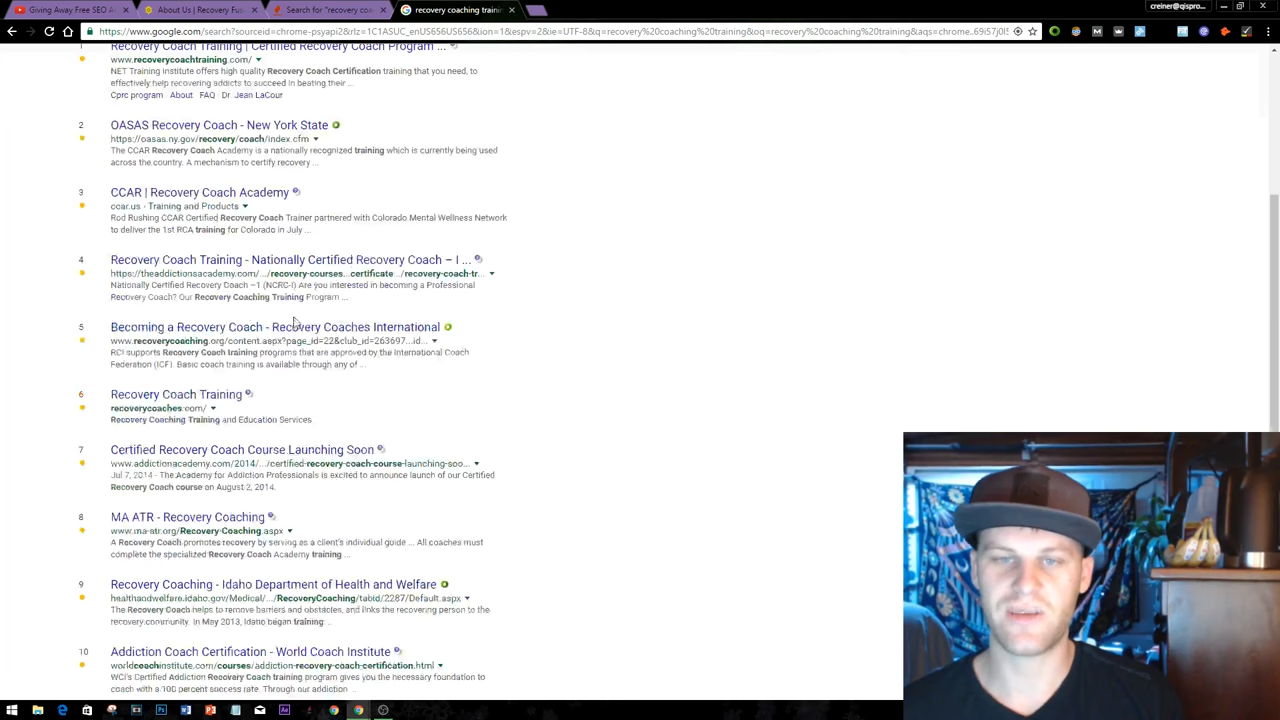 Giving Away Free SEO A
About Us | Recovery Fu
Search for "recovery co
recovery coaching trainin
creiner@qispro...
https://www.google.com/search?sourceid=chrome-psyapi2&rlz=1C1ASUC_enUS656US656&ion=1&espv=2&ie=UTF-8&q=recovery%20coaching%20training&oq=recovery%20coaching%20training&aqs=chrome..69i57j0l5
1
Recovery Coach Training | Certified Recovery Coach Program ...
www.recoverycoachtraining.com/
NET Training Institute offers high quality Recovery Coach Certification training that you need, to
effectively help recovering addicts to succeed in beating their ...
Cprc program About FAQ Dr Jean LaCour
2
OASAS Recovery Coach - New York State
https://oasas.ny.gov/recovery/coach/index.cfm
The CCAR Recovery Coach Academy is a nationally recognized training which is currently being used
across the country. A mechanism to certify recovery ...
3
CCAR | Recovery Coach Academy
ccar.us › Training and Products
Rod Rushing CCAR Certified Recovery Coach Trainer partnered with Colorado Mental Wellness Network
to deliver the 1st RCA training for Colorado in July ...
4
Recovery Coach Training - Nationally Certified Recovery Coach – I ...
https://theaddictionsacademy.com/.../recovery-courses...certificate.../recovery-coach-tr...
Nationally Certified Recovery Coach –1 (NCRC-I) Are you interested in becoming a Professional
Recovery Coach? Our Recovery Coaching Training Program ...
5
Becoming a Recovery Coach - Recovery Coaches International
www.recoverycoaching.org/content.aspx?page_id=22&club_id=263697...id...
RCI supports Recovery Coach training programs that are approved by the International Coach
Federation (ICF). Basic coach training is available through any of ...
6
Recovery Coach Training
recoverycoaches.com/
Recovery Coaching Training and Education Services.
7
Certified Recovery Coach Course Launching Soon
www.addictionacademy.com/2014/.../certified-recovery-coach-course-launching-soo...
Jul 7, 2014 - The Academy for Addiction Professionals is excited to announce launch of our Certified
Recovery Coach course on August 2, 2014.
8
MA ATR - Recovery Coaching
www.ma-atr.org/Recovery-Coaching.aspx
A Recovery Coach promotes recovery by serving as a client's individual guide ... All coaches must
complete the specialized Recovery Coach Academy training ...
9
Recovery Coaching - Idaho Department of Health and Welfare
healthandwelfare.idaho.gov/Medical/.../RecoveryCoaching/tabid/2287/Default.aspx
The Recovery Coach helps to remove barriers and obstacles, and links the recovering person to the
recovery community. In May 2013, Idaho began training...
10
Addiction Coach Certification - World Coach Institute
worldcoachinstitute.com/courses/addiction-recovery-coach-certification.html
WCI's Certified Addiction Recovery Coach training program gives you the necessary foundation to
coach with a 100 percent success rate. Through our addiction ...